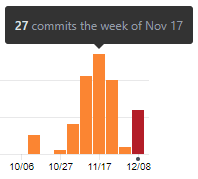 27 commits the week of Nov 17
10/06 10/27 11/17 12/08